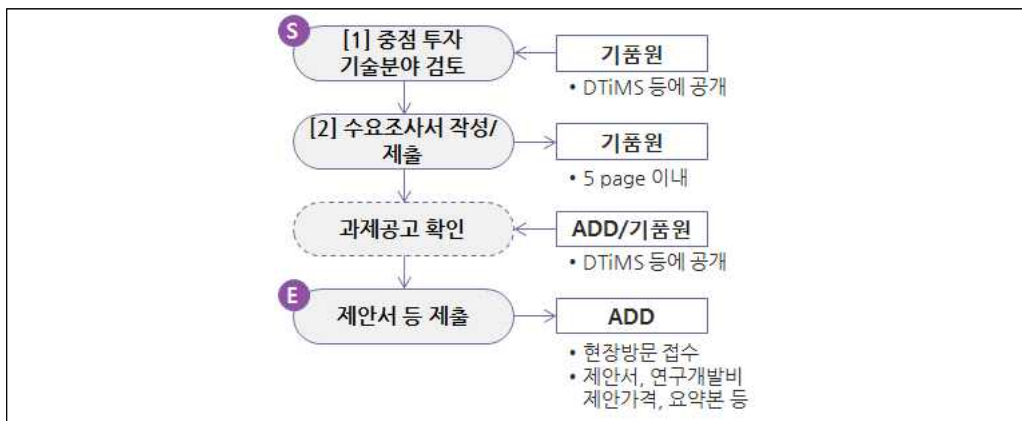 S
[1] 중점 투자
기술분야 검토
기품원
• DTiMS 등에 공개
[2] 수요조사서 작성/
제출
기품원
• 5 page 이내
과제공고 확인
ADD/기품원
• DTiMS 등에 공개
E
제안서 등 제출
ADD
• 현장방문 접수
• 제안서, 연구개발비
제안가격, 요약본 등